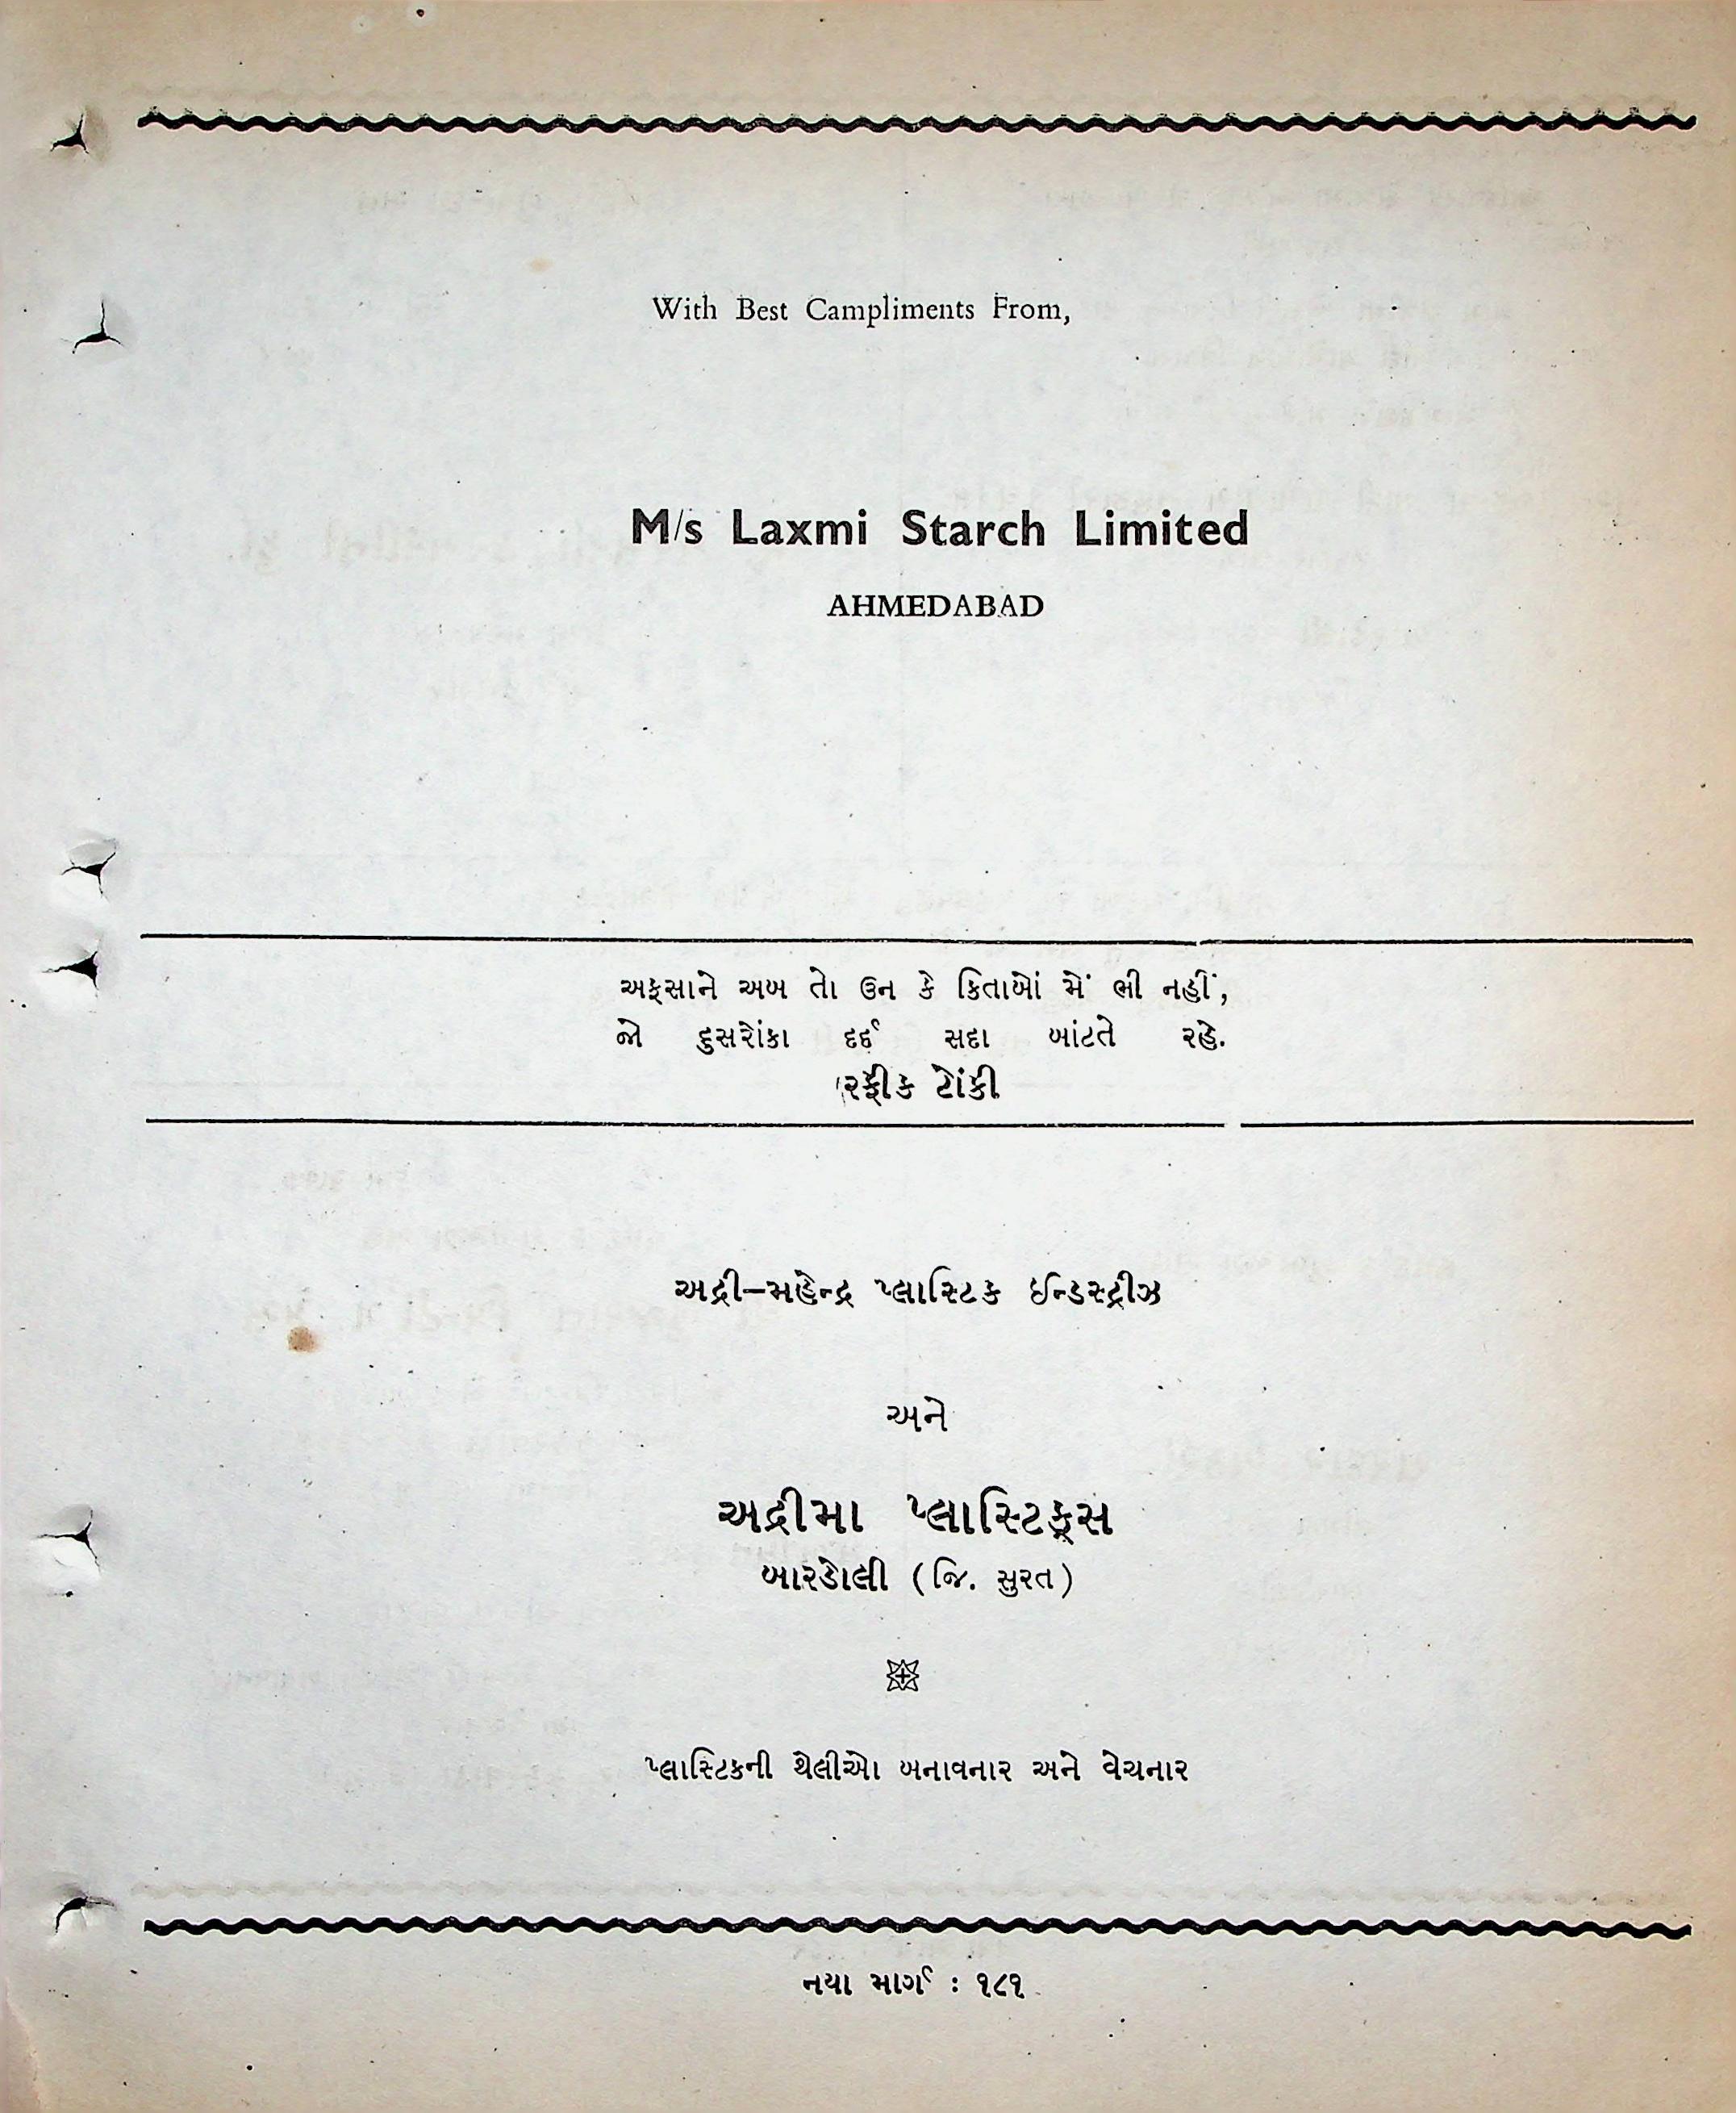 With Best Campliments From,
M/s Laxmi Starch Limited
AHMEDABAD
અફસાને અબ તો ઉન કે કિતાબોં મેં ભી નહીં,
જો દુસરોંકા દર્દ સદા બાંટતે રહે.
રફીક ટોંકી
અદ્રી-મહેન્દ્ર પ્લાસ્ટિક ઈન્ડસ્ટ્રીઝ
અને
અદ્રીમા પ્લાસ્ટિક્સ
બારડોલી (જિ. સુરત)
પ્લાસ્ટિકની થેલીઓ બનાવનાર અને વેચનાર
નયા માર્ગ : ૧૮૧